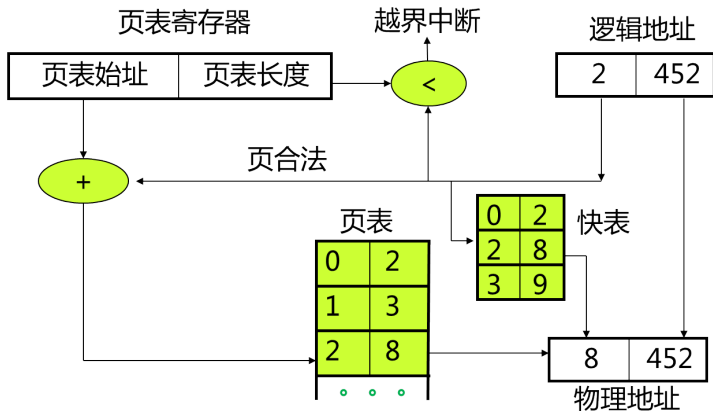 页表寄存器
越界中断
逻辑地址
页表始址 页表长度
<
2 452
页合法
+
页表
快表
0 2
2 8
3 9
0 2
1 3
2 8
8 452
物理地址